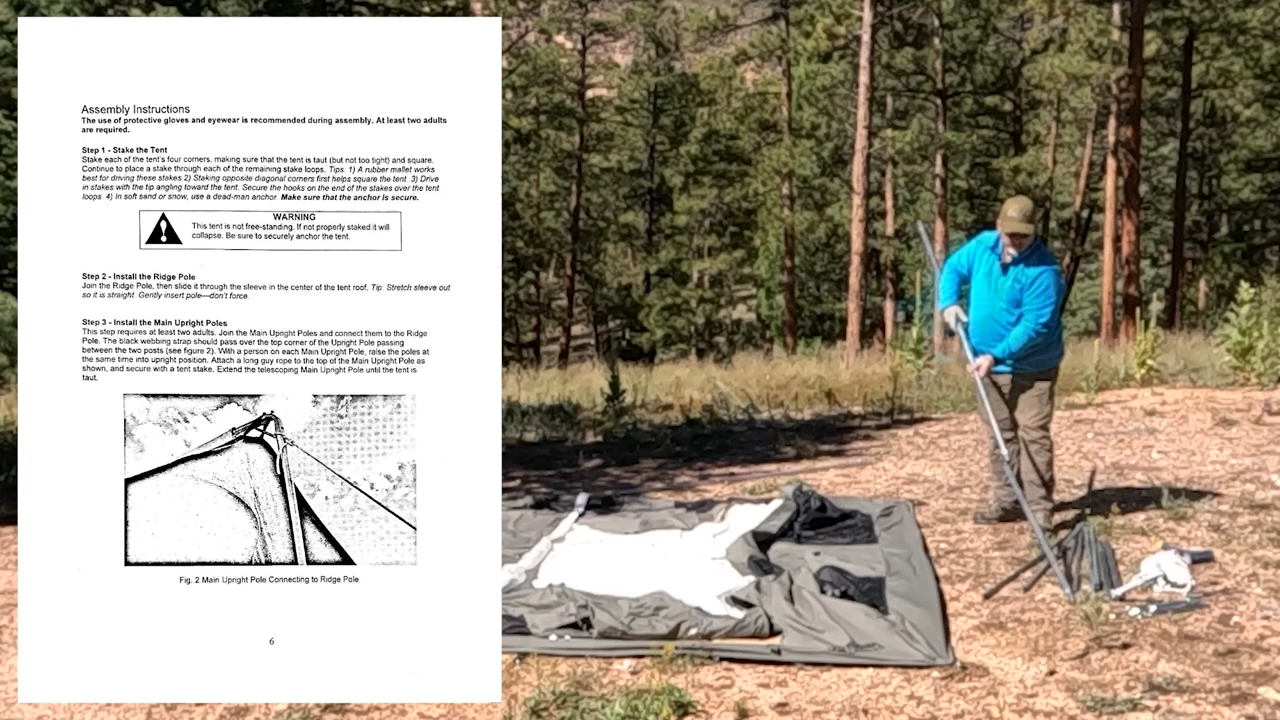 Assembly Instructions
The use of protective gloves and eyewear is recommended during assembly. At least two adults
are required.
Step 1 - Stake the Tent
Stake each of the tent's four corners, making sure that the tent is taut (but not too tight) and square.
Continue to place a stake through each of the remaining stake loops. Tips: 1) A rubber mallet works
best for driving these stakes 2) Staking opposite diagonal corners first helps square the tent. 3) Drive
in stakes with the tip angling toward the tent. Secure the hooks on the end of the stakes over the tent
loops. 4) In soft sand or snow, use a dead-man anchor. Make sure that the anchor is secure.
WARNING
This tent is not free-standing. If not properly staked it will
collapse. Be sure to securely anchor the tent.
Step 2 - Install the Ridge Pole
Join the Ridge Pole, then slide it through the sleeve in the center of the tent roof. Tip: Stretch sleeve out
so it is straight. Gently insert pole—don't force.
Step 3 - Install the Main Upright Poles
This step requires at least two adults. Join the Main Upright Poles and connect them to the Ridge
Pole. The black webbing strap should pass over the top corner of the Upright Pole passing
between the two posts (see figure 2). With a person on each Main Upright Pole, raise the poles at
the same time into upright position. Attach a long guy rope to the top of the Main Upright Pole as
shown, and secure with a tent stake. Extend the telescoping Main Upright Pole until the tent is
taut.
Fig. 2 Main Upright Pole Connecting to Ridge Pole
6